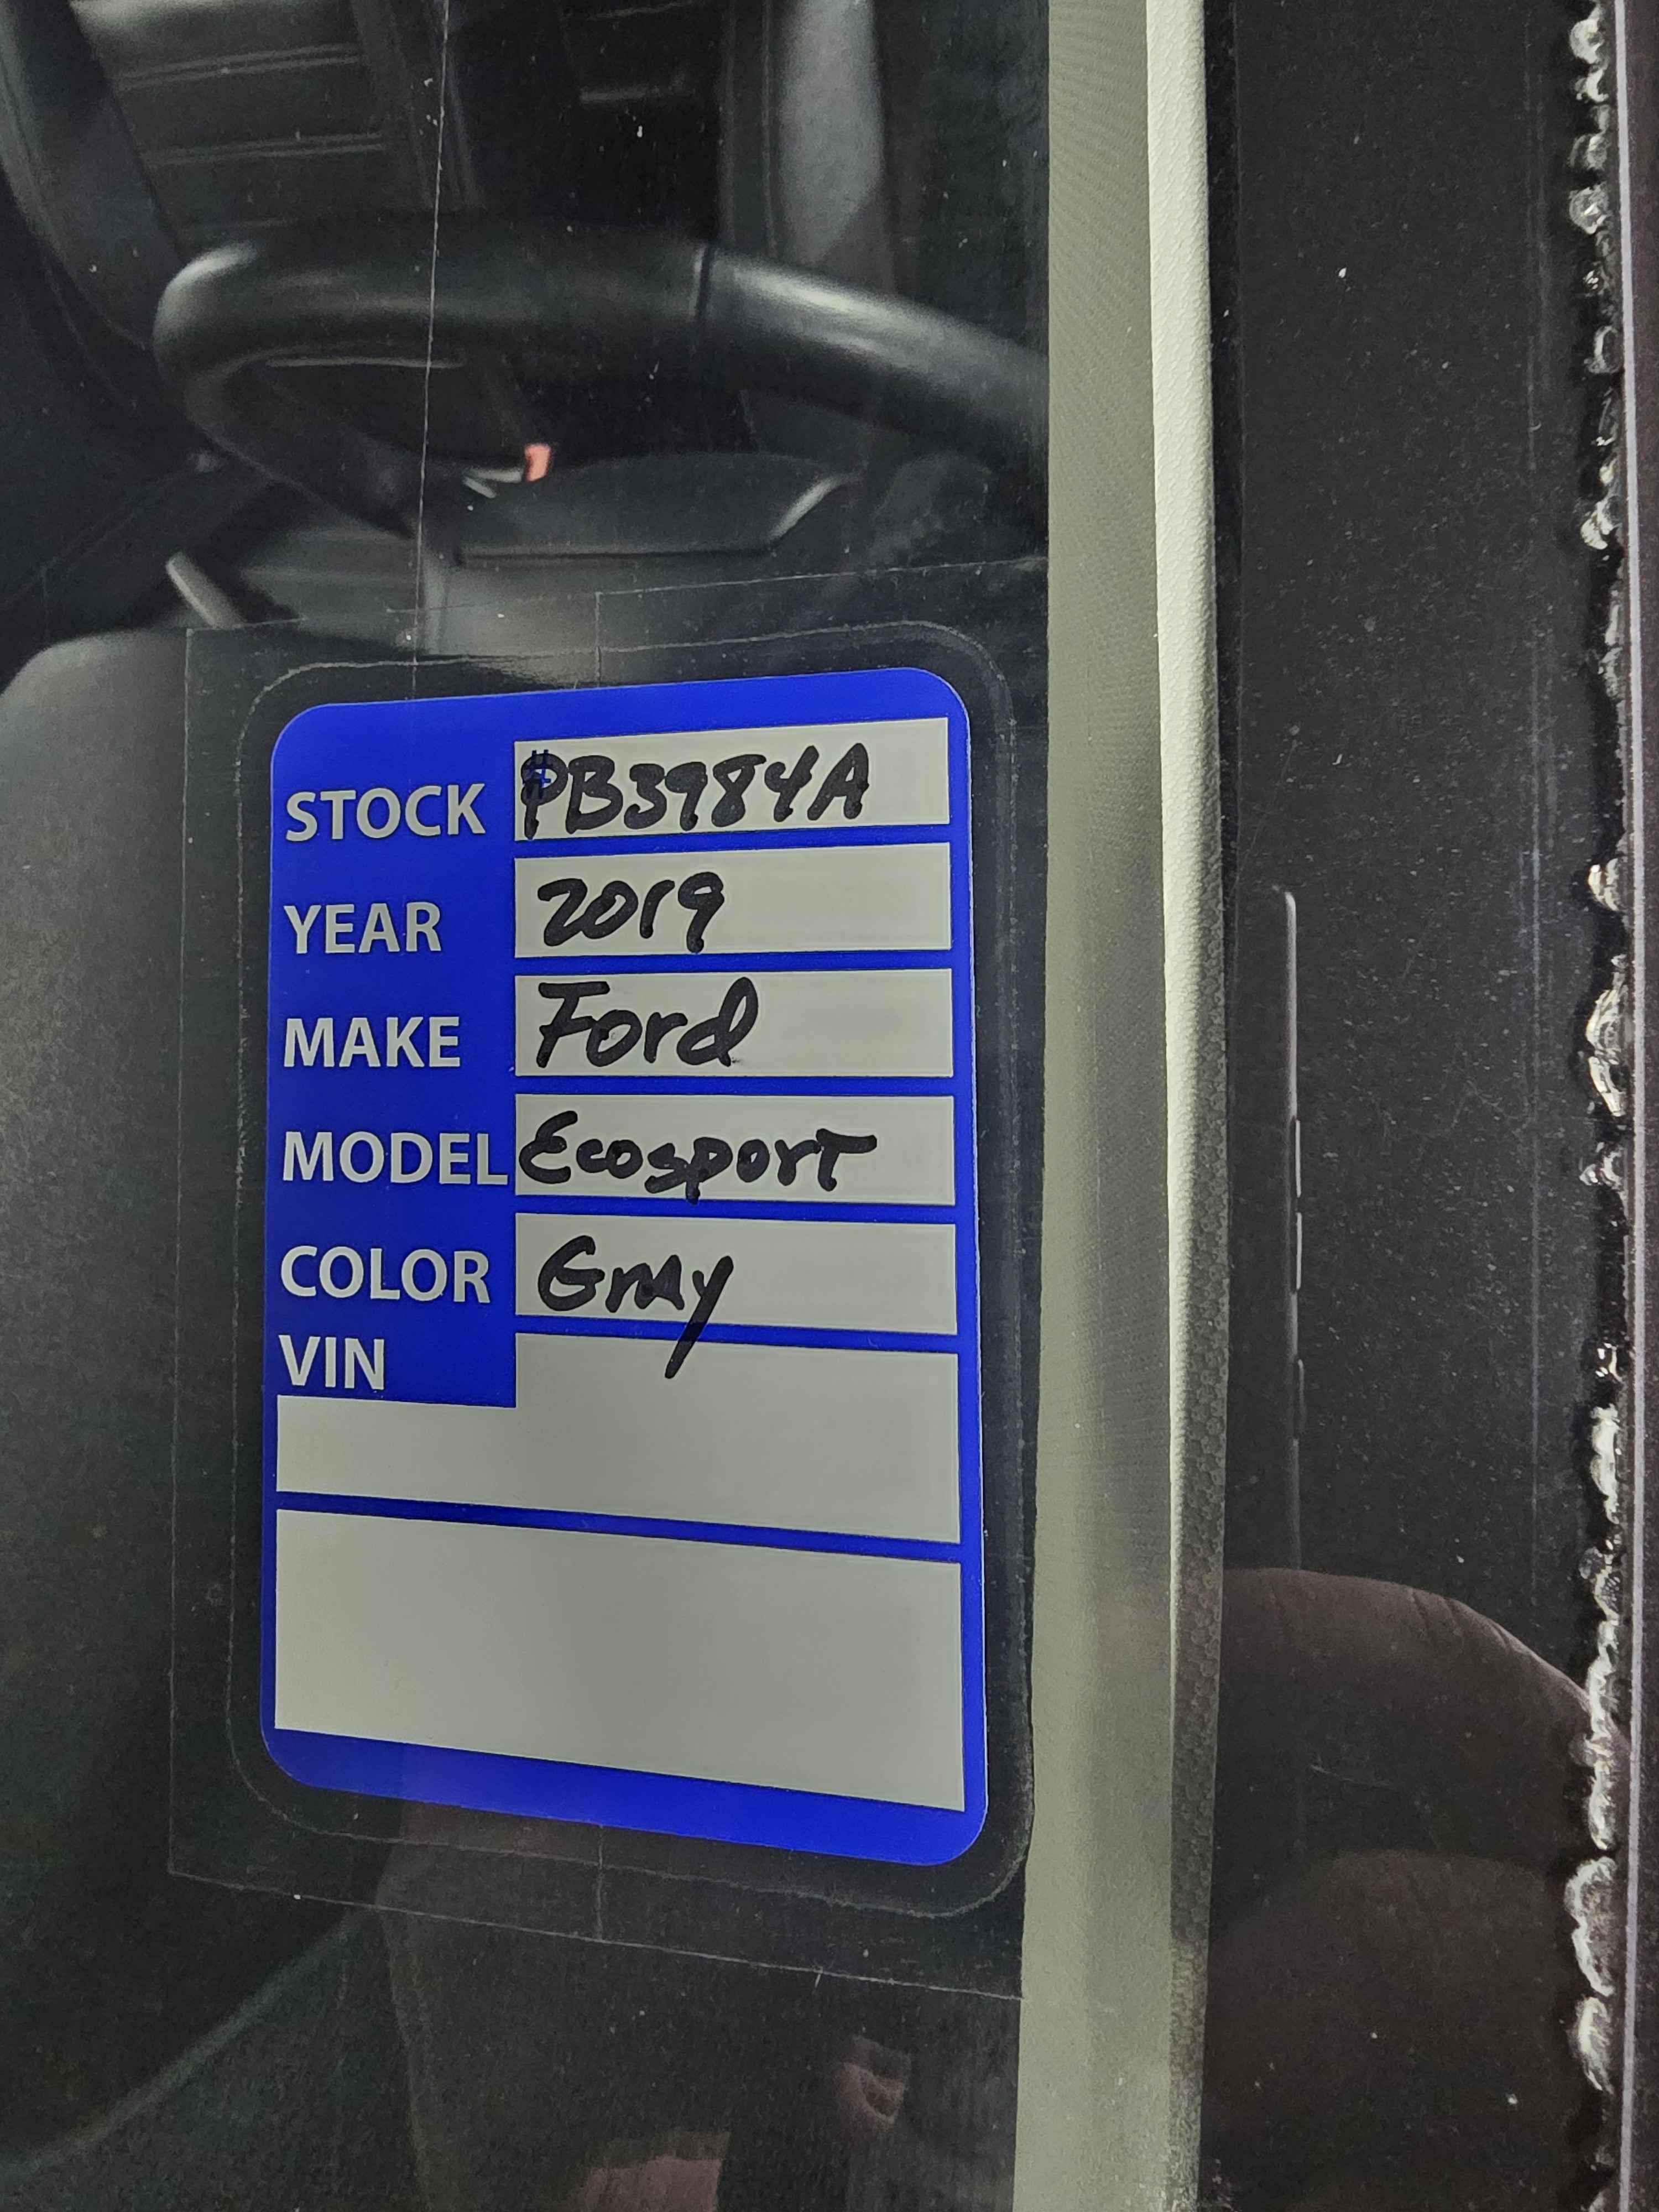 STOCK #PB3984A
YEAR 2019
MAKE Ford
MODEL Ecosport
COLOR Gray
VIN